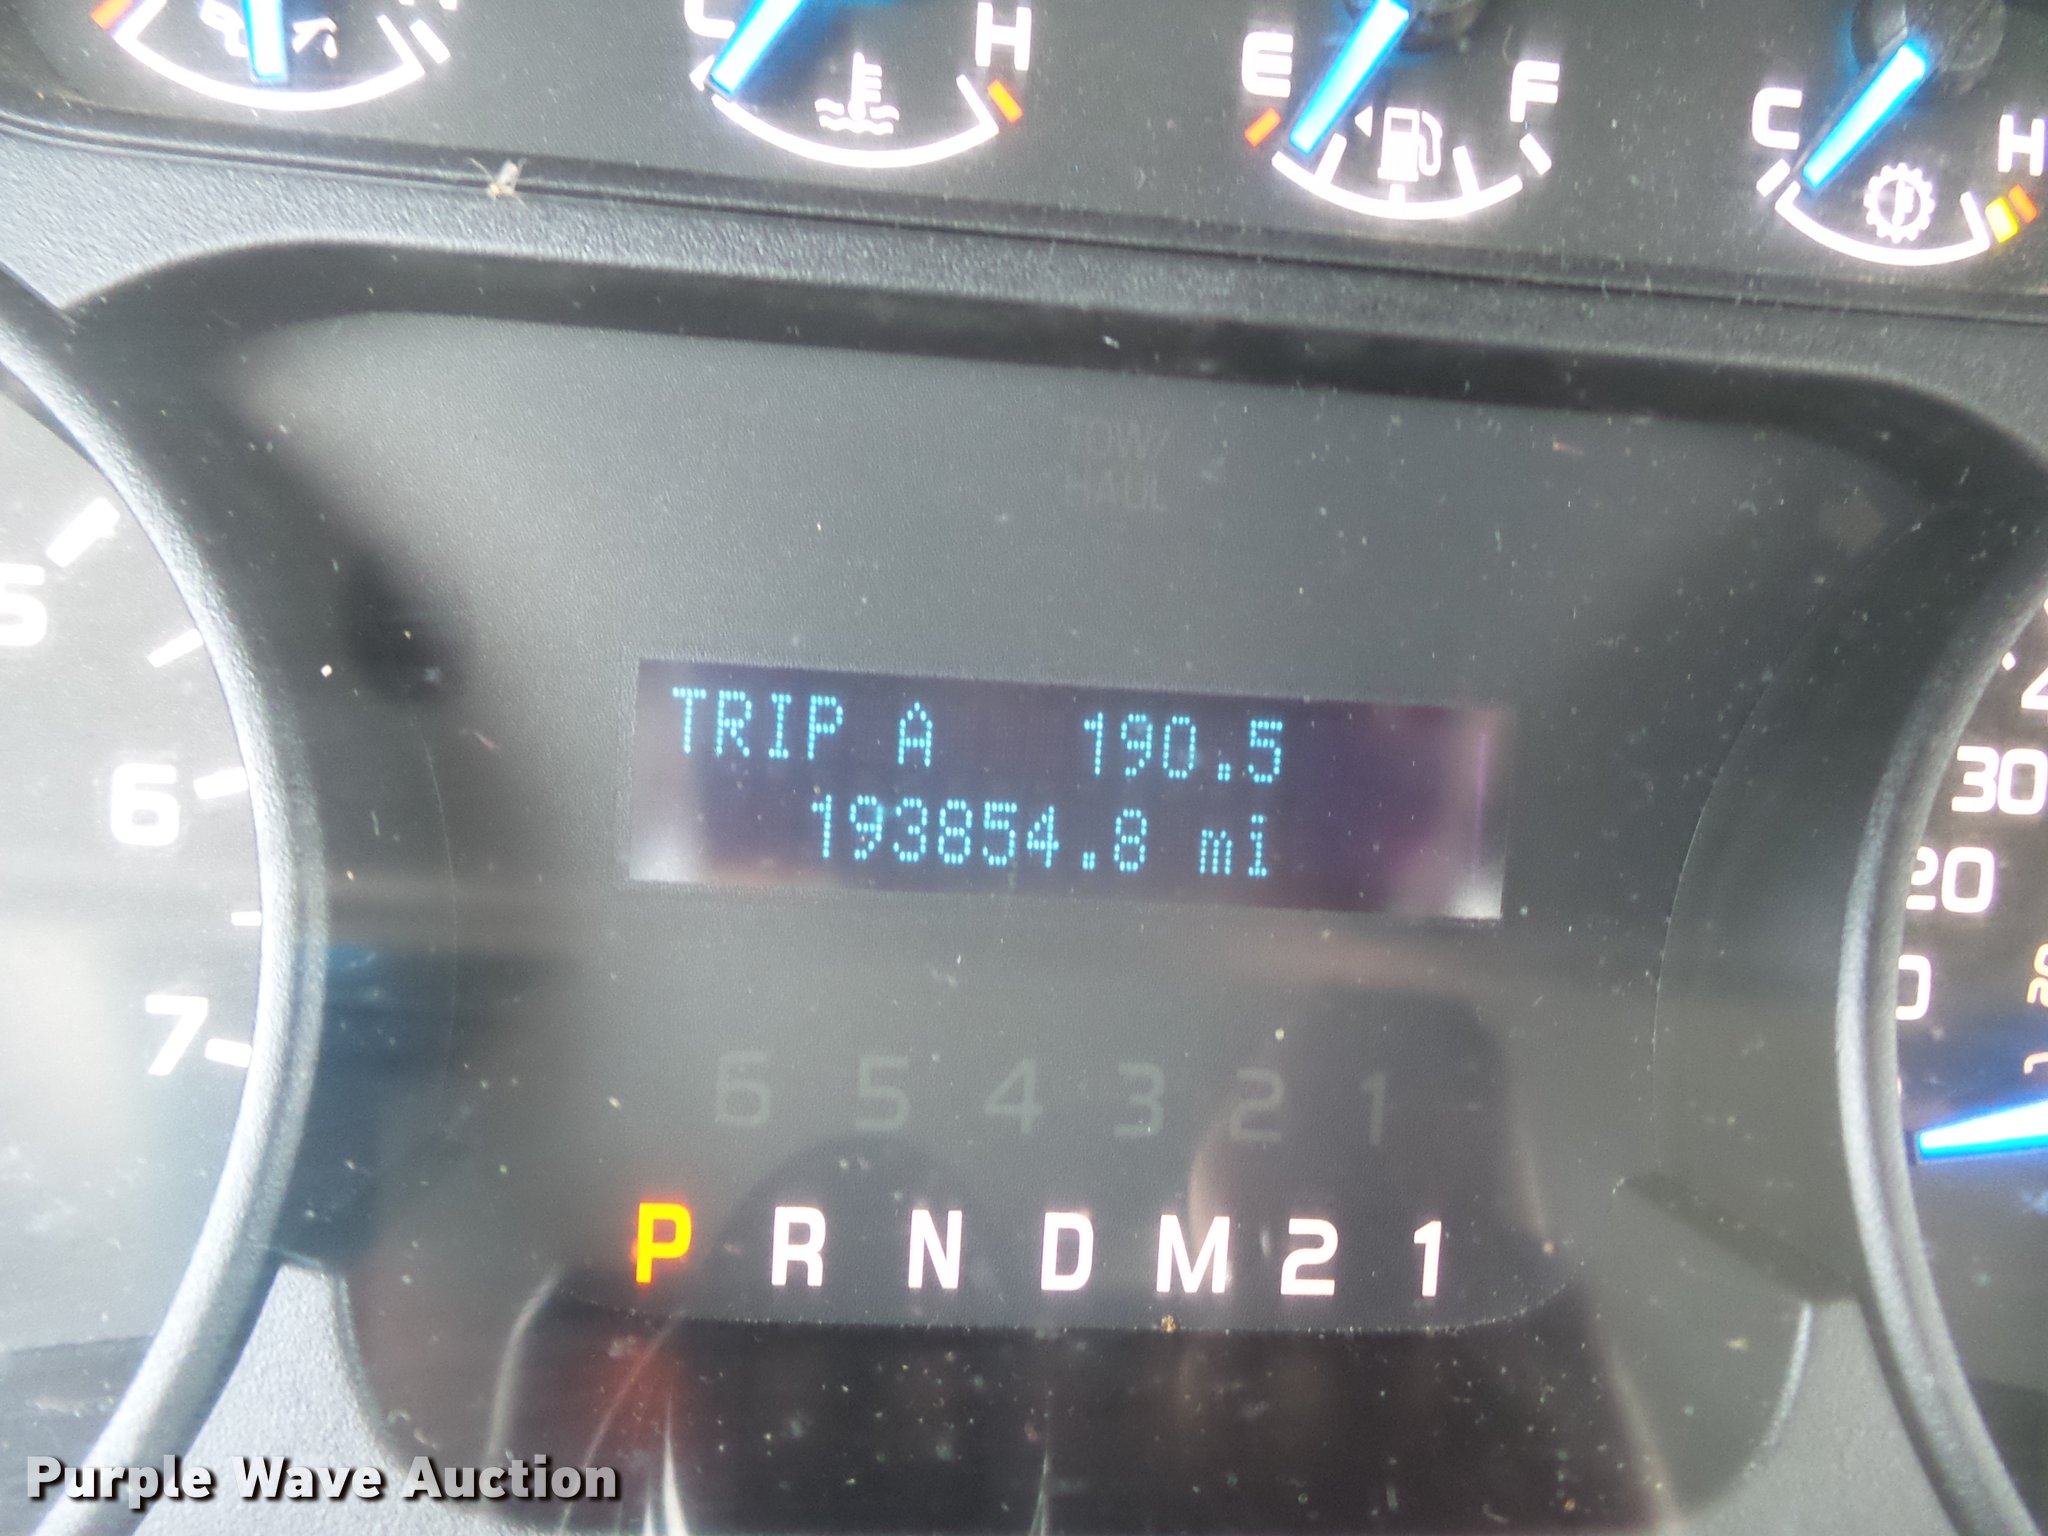 C H
E F
C H
TOW/
HAUL
5
TRIP A 190.5
6
193854.8 mi
30
20
7
6 5 4 3 2 1
P R N D M 2 1
Purple Wave Auction